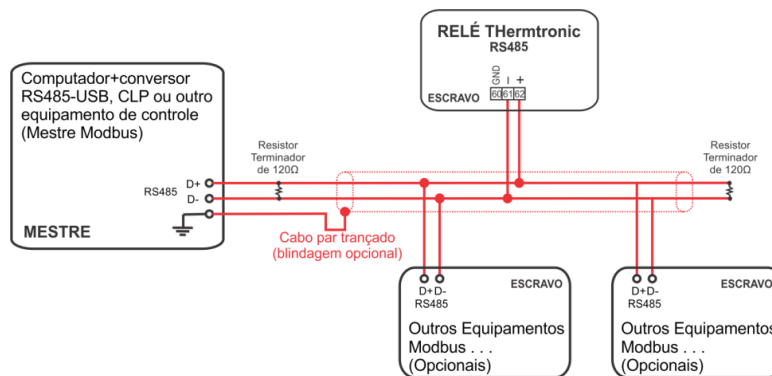 RELÉ THermtronic
RS485
GND
–
+
60 61 62
ESCRAVO
Computador+conversor
RS485-USB, CLP ou outro
equipamento de controle
(Mestre Modbus)
D+
RS485
D-
MESTRE
Resistor
Terminador
de 120Ω
Resistor
Terminador
de 120Ω
Cabo par trançado
(blindagem opcional)
D+ D-
RS485
ESCRAVO
Outros Equipamentos
Modbus . . .
(Opcionais)
D+ D-
RS485
ESCRAVO
Outros Equipamentos
Modbus . . .
(Opcionais)